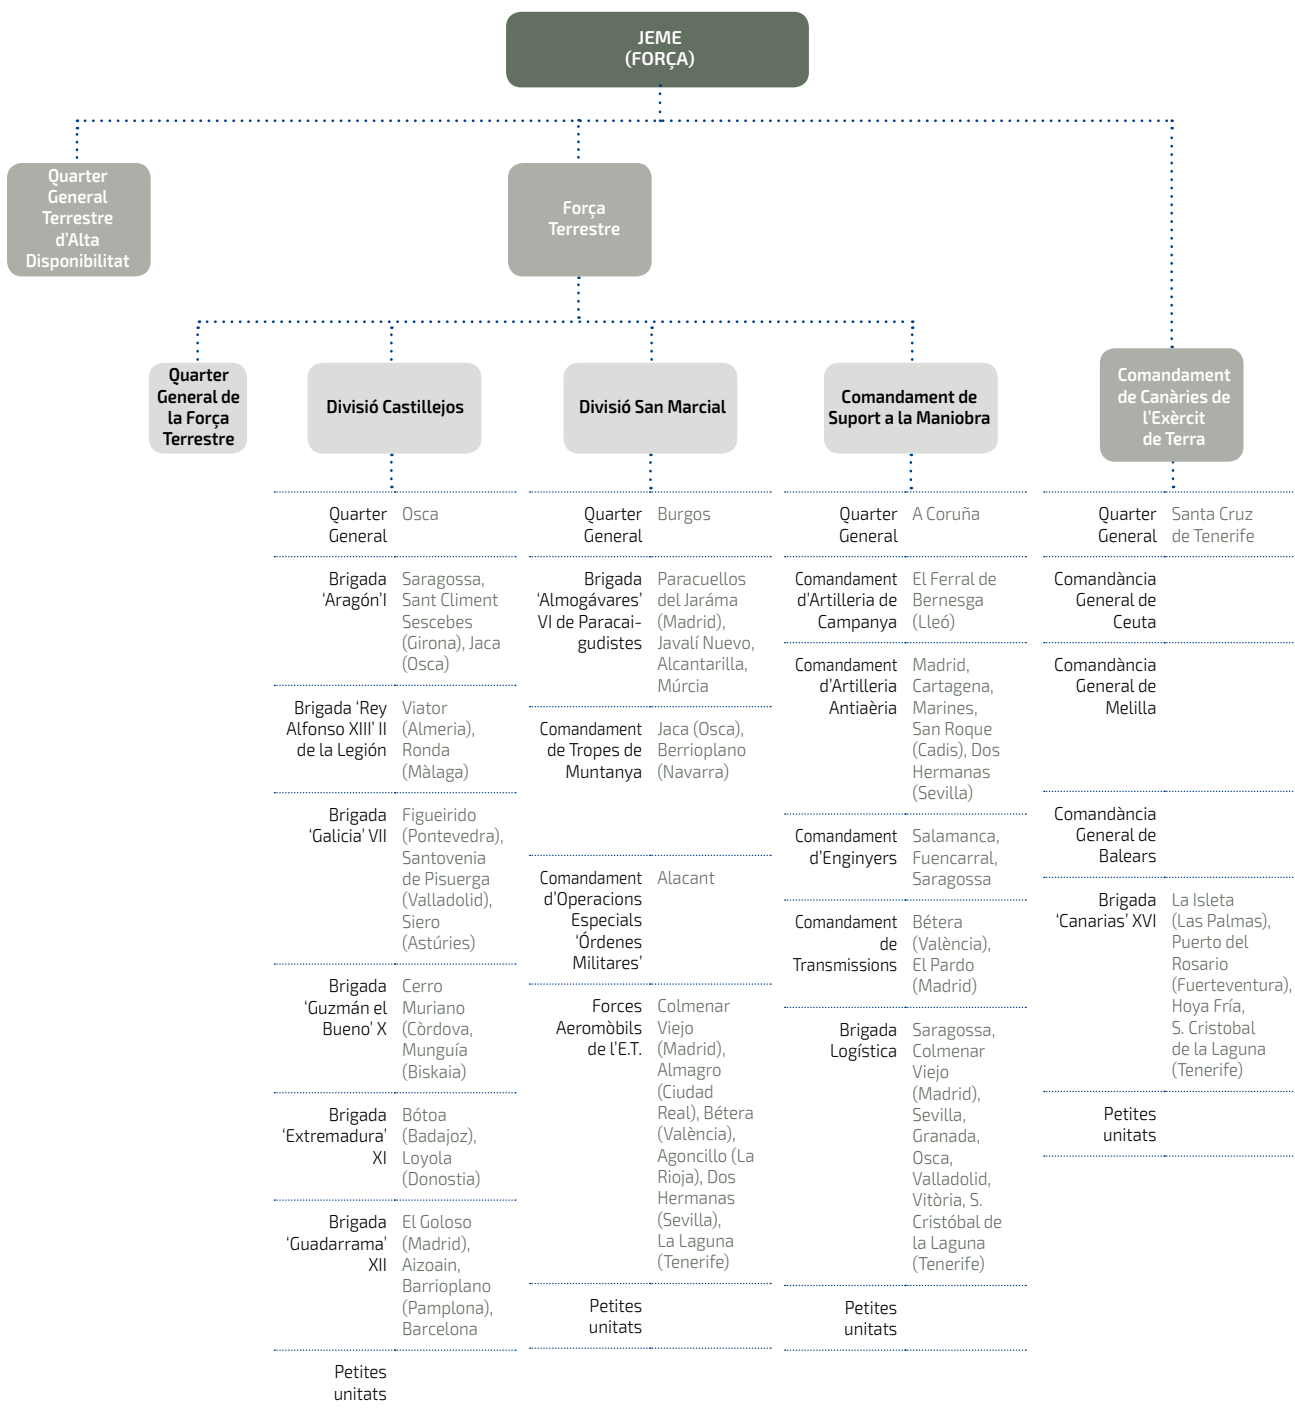 JEME
(FORÇA)
Quarter
General
Terrestre
d'Alta
Disponibilitat
Força
Terrestre
Quarter
General de
la Força
Terrestre
Divisió Castillejos
Divisió San Marcial
Comandament de
Suport a la Maniobra
Comandament
de Canàries de
l'Exèrcit
de Terra
Quarter
General
Osca
Brigada
'Aragón'I
Saragossa,
Sant Climent
Sescebes
(Girona), Jaca
(Osca)
Brigada 'Rey
Alfonso XIII' II
de la Legión
Viator
(Almeria),
Ronda
(Màlaga)
Brigada
'Galicia' VII
Figueirido
(Pontevedra),
Santovenia
de Pisuerga
(Valladolid),
Siero
(Astúries)
Brigada
'Guzmán el
Bueno' X
Cerro
Muriano
(Còrdova,
Munguía
(Biskaia)
Brigada
'Extremadura'
XI
Bótoa
(Badajoz),
Loyola
(Donostia)
Brigada
'Guadarrama'
XII
El Goloso
(Madrid),
Aizoain,
Barrioplano
(Pamplona),
Barcelona
Petites
unitats
Quarter
General
Burgos
Brigada
'Almogávares'
VI de Paracai-
gudistes
Paracuellos
del Jaráma
(Madrid),
Javalí Nuevo,
Alcantarilla,
Múrcia
Comandament
de Tropes de
Muntanya
Jaca (Osca),
Berrioplano
(Navarra)
Comandament
d'Operacions
Especials
'Órdenes
Militares'
Alacant
Forces
Aeromòbils
de l'E.T.
Colmenar
Viejo
(Madrid),
Almagro
(Ciudad
Real), Bétera
(València),
Agoncillo (La
Rioja), Dos
Hermanas
(Sevilla),
La Laguna
(Tenerife)
Petites
unitats
Quarter
General
A Coruña
Comandament
d'Artilleria de
Campanya
El Ferral de
Bernesga
(Lleó)
Comandament
d'Artilleria
Antiaèria
Madrid,
Cartagena,
Marines,
San Roque
(Cadis), Dos
Hermanas
(Sevilla)
Comandament
d'Enginyers
Salamanca,
Fuencarral,
Saragossa
Comandament
de
Transmissions
Bétera
(València),
El Pardo
(Madrid)
Brigada
Logística
Saragossa,
Colmenar
Viejo
(Madrid),
Sevilla,
Granada,
Osca,
Valladolid,
Vitòria, S.
Cristóbal de
la Laguna
(Tenerife)
Petites
unitats
Quarter
General
Santa Cruz
de Tenerife
Comandància
General de
Ceuta
Comandància
General de
Melilla
Comandància
General de
Balears
Brigada
'Canarias' XVI
La Isleta
(Las Palmas),
Puerto del
Rosario
(Fuerteventura),
Hoya Fría,
S. Cristobal
de la Laguna
(Tenerife)
Petites
unitats